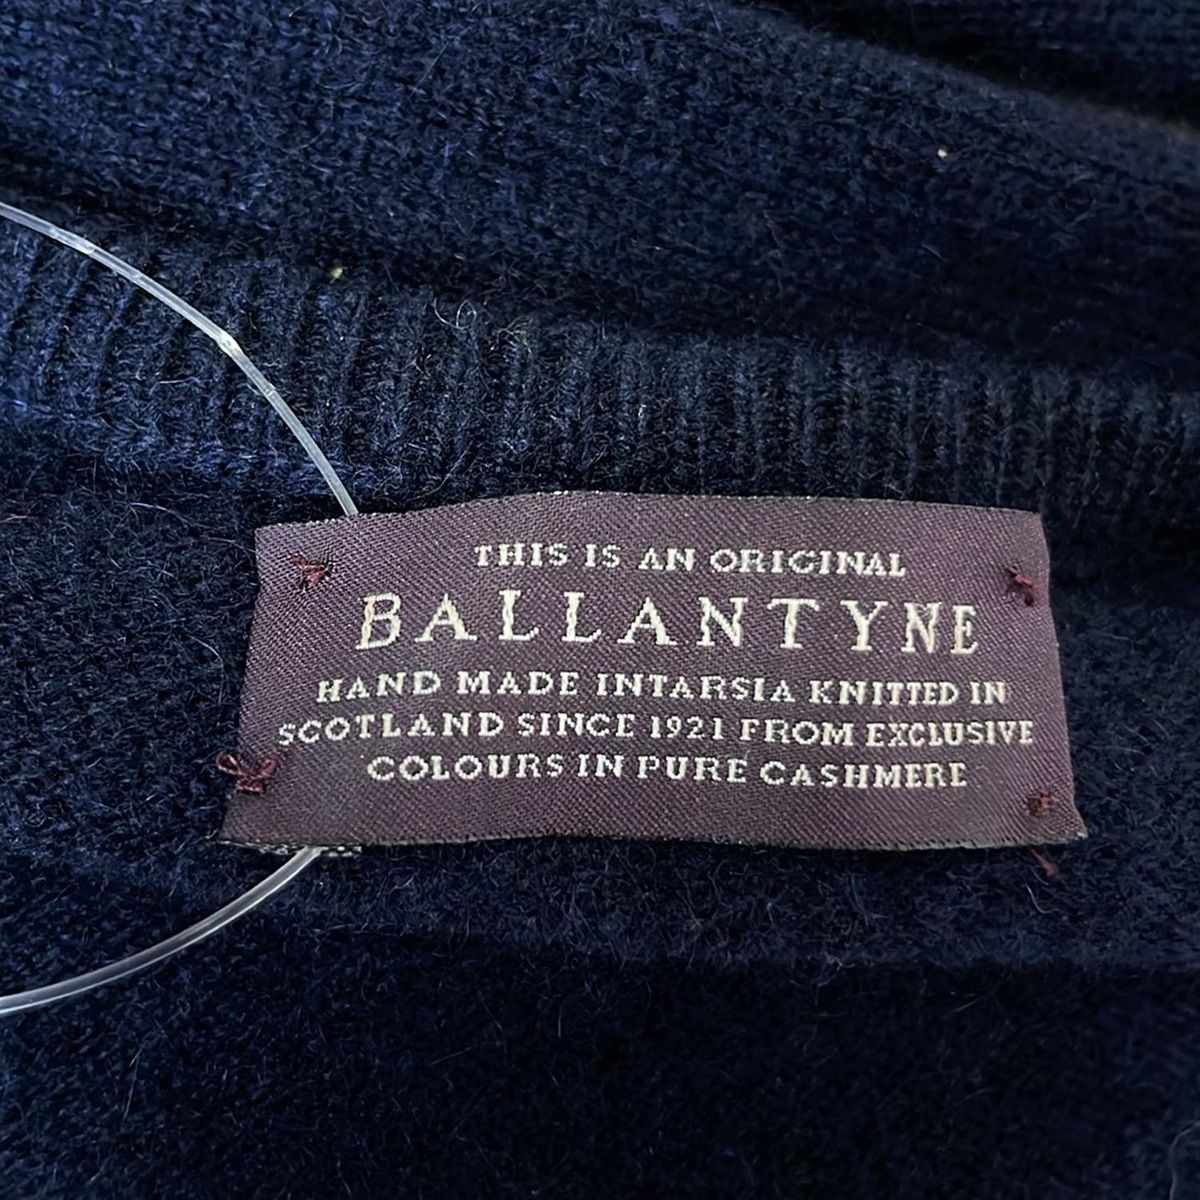 THIS IS AN ORIGINAL
BALLANTYNE
HAND MADE INTARSIA KNITTED IN
SCOTLAND SINCE 1921 FROM EXCLUSIVE
COLOURS IN PURE CASHMERE